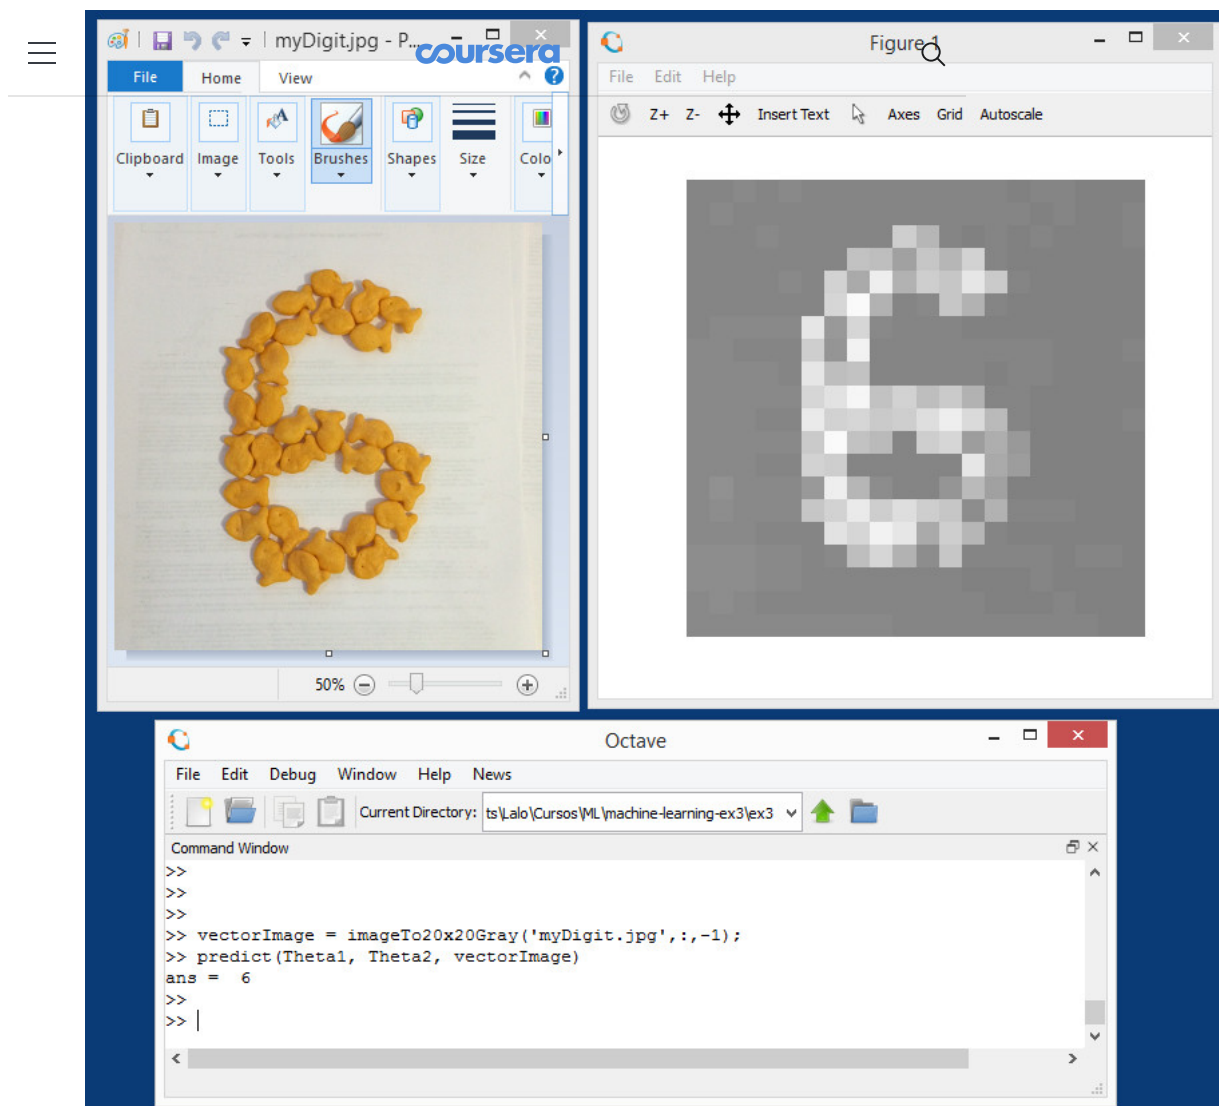 myDigit.jpg - P...
coursera
File Home View
Clipboard Image Tools Brushes Shapes Size Colo
50%
Figure 1
File Edit Help
Z+ Z- Insert Text Axes Grid Autoscale
Octave
File Edit Debug Window Help News
Current Directory: ts\Lalo\Cursos\ML\machine-learning-ex3\ex3
Command Window
>>
>>
>>
>> vectorImage = imageTo20x20Gray('myDigit.jpg',:,-1);
>> predict(Theta1, Theta2, vectorImage)
ans =  6
>>
>>